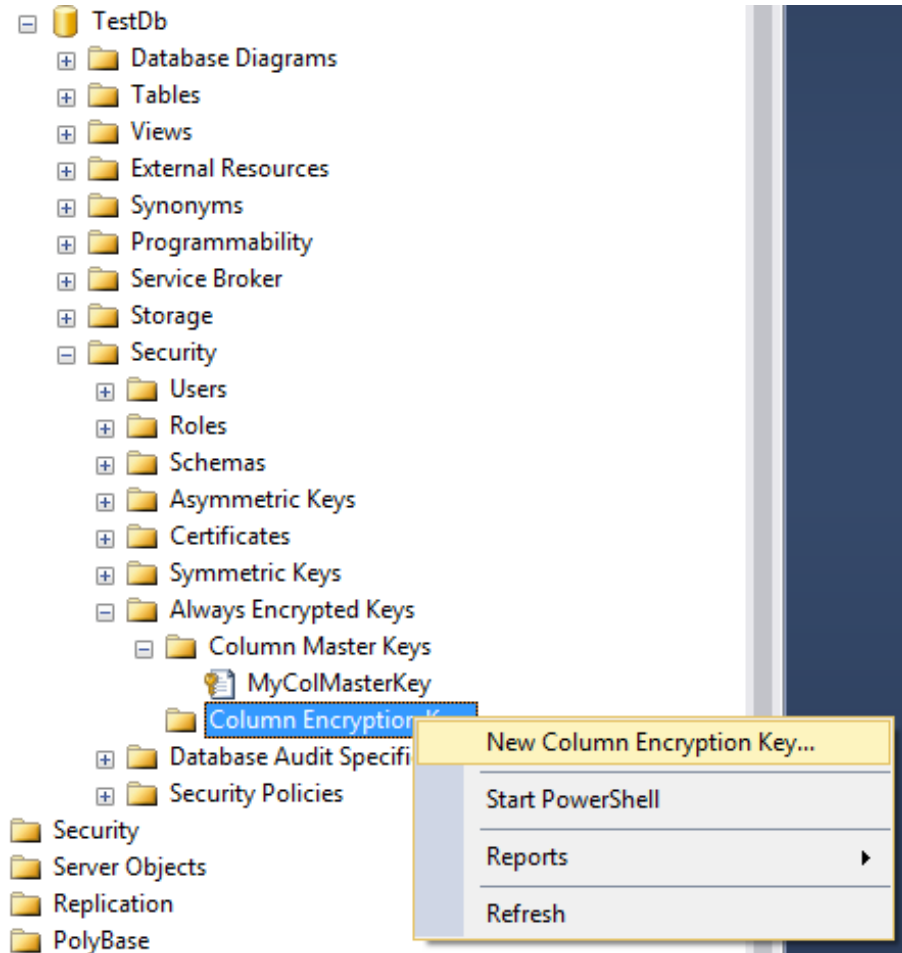 TestDb
Database Diagrams
Tables
Views
External Resources
Synonyms
Programmability
Service Broker
Storage
Security
Users
Roles
Schemas
Asymmetric Keys
Certificates
Symmetric Keys
Always Encrypted Keys
Column Master Keys
MyColMasterKey
Column Encryption
New Column Encryption Key...
Database Audit
Start PowerShell
Security Policies
Security
Reports
Server Objects
Replication
Refresh
PolyBase